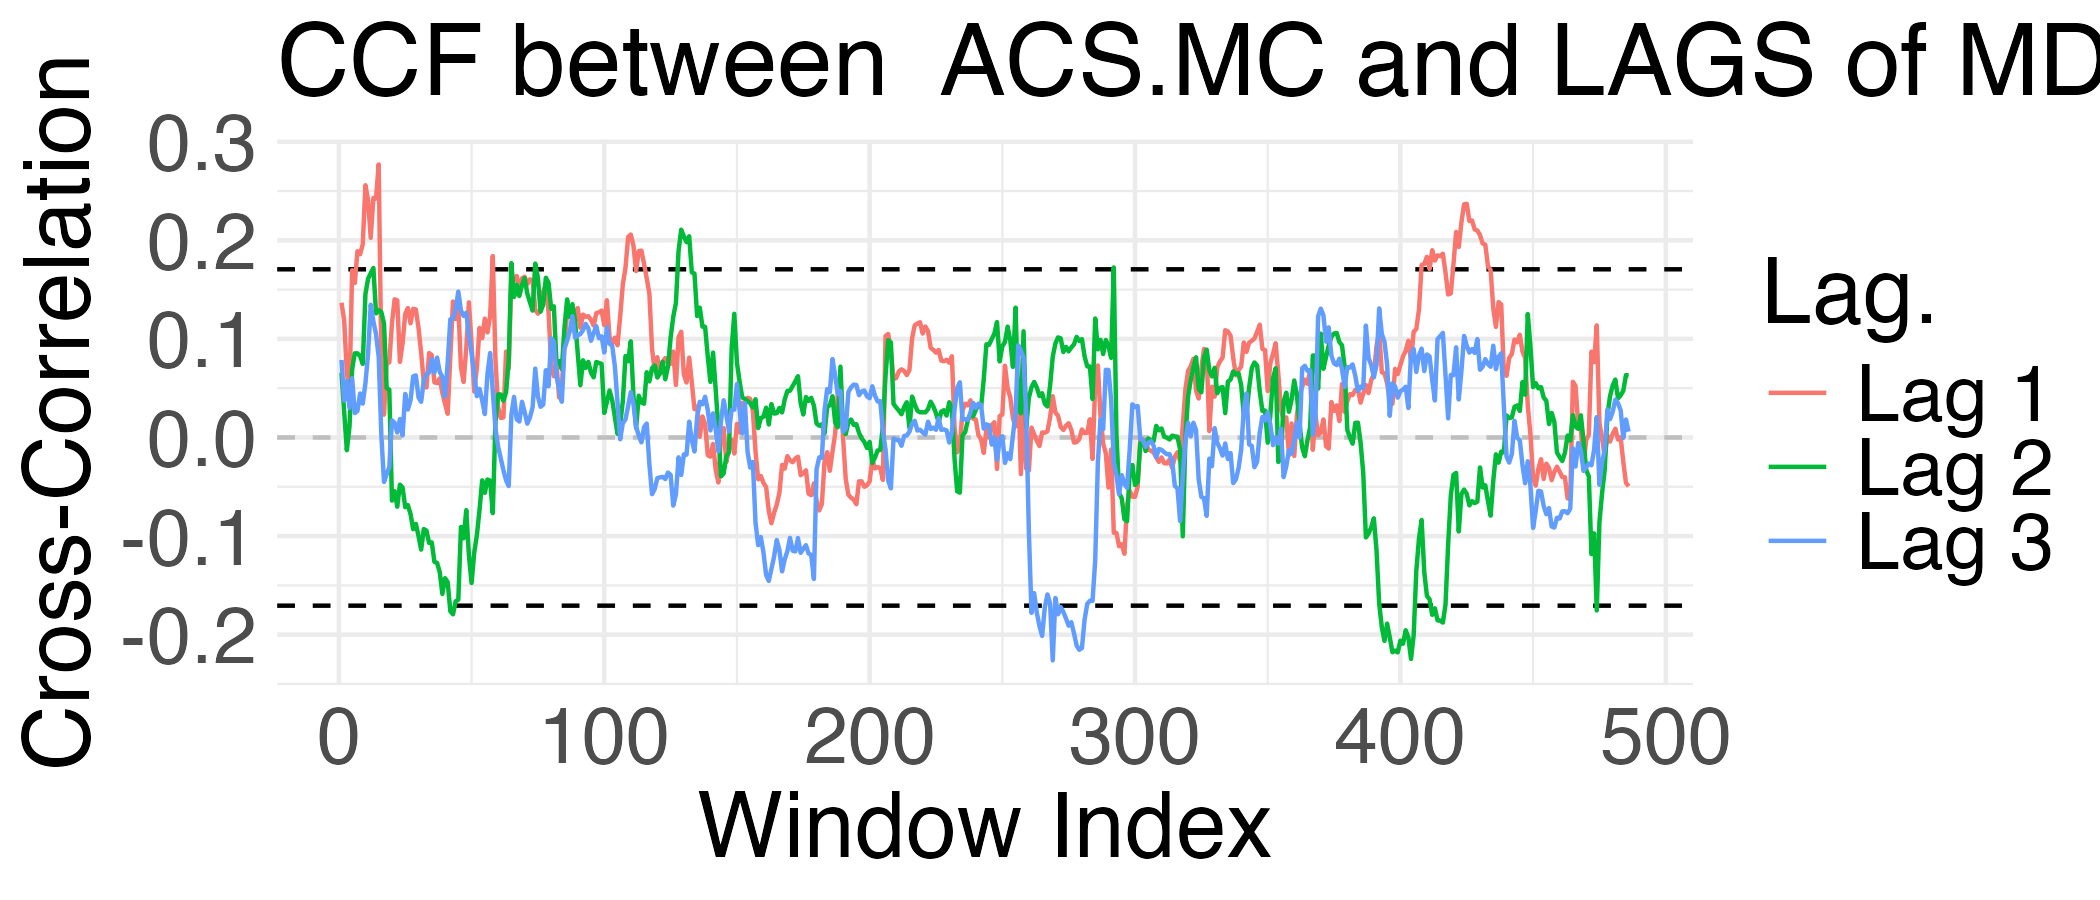 CCF between ACS.MC and LAGS of MD
Cross-Correlation
0.3
0.2
0.1
0.0
-0.1
-0.2
0
100
200
300
400
500
Window Index
Lag.
Lag 1
Lag 2
Lag 3